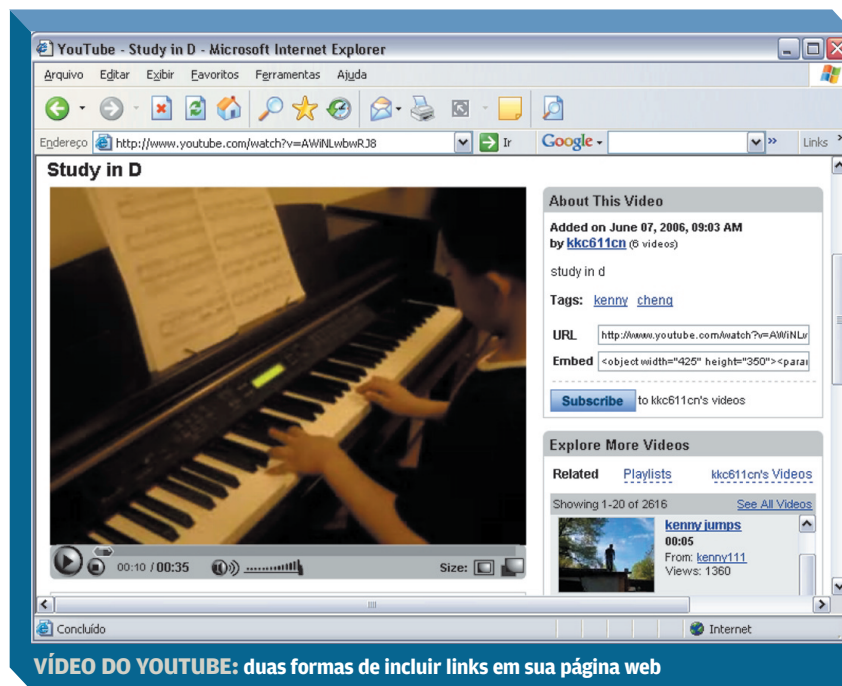 YouTube - Study in D - Microsoft Internet Explorer
Arquivo Editar Exibir Favoritos Ferramentas Ajuda
Endereço http://www.youtube.com/watch?v=AWiNLwbwRJ8 Ir Google Links
Study in D
About This Video
Added on June 07, 2006, 09:03 AM
by kkc611cn (6 videos)
study in d
Tags: kenny cheng
URL http://www.youtube.com/watch?v=AWiNLw
Embed <object width="425" height="350"><parar
Subscribe to kkc611cn's videos
Explore More Videos
Related Playlists kkc611cn's Videos
Showing 1-20 of 2616 See All Videos
kenny jumps
00:05
From: kenny111
Views: 1360
00:10 / 00:35 Size:
Concluído Internet
VÍDEO DO YOUTUBE: duas formas de incluir links em sua página web